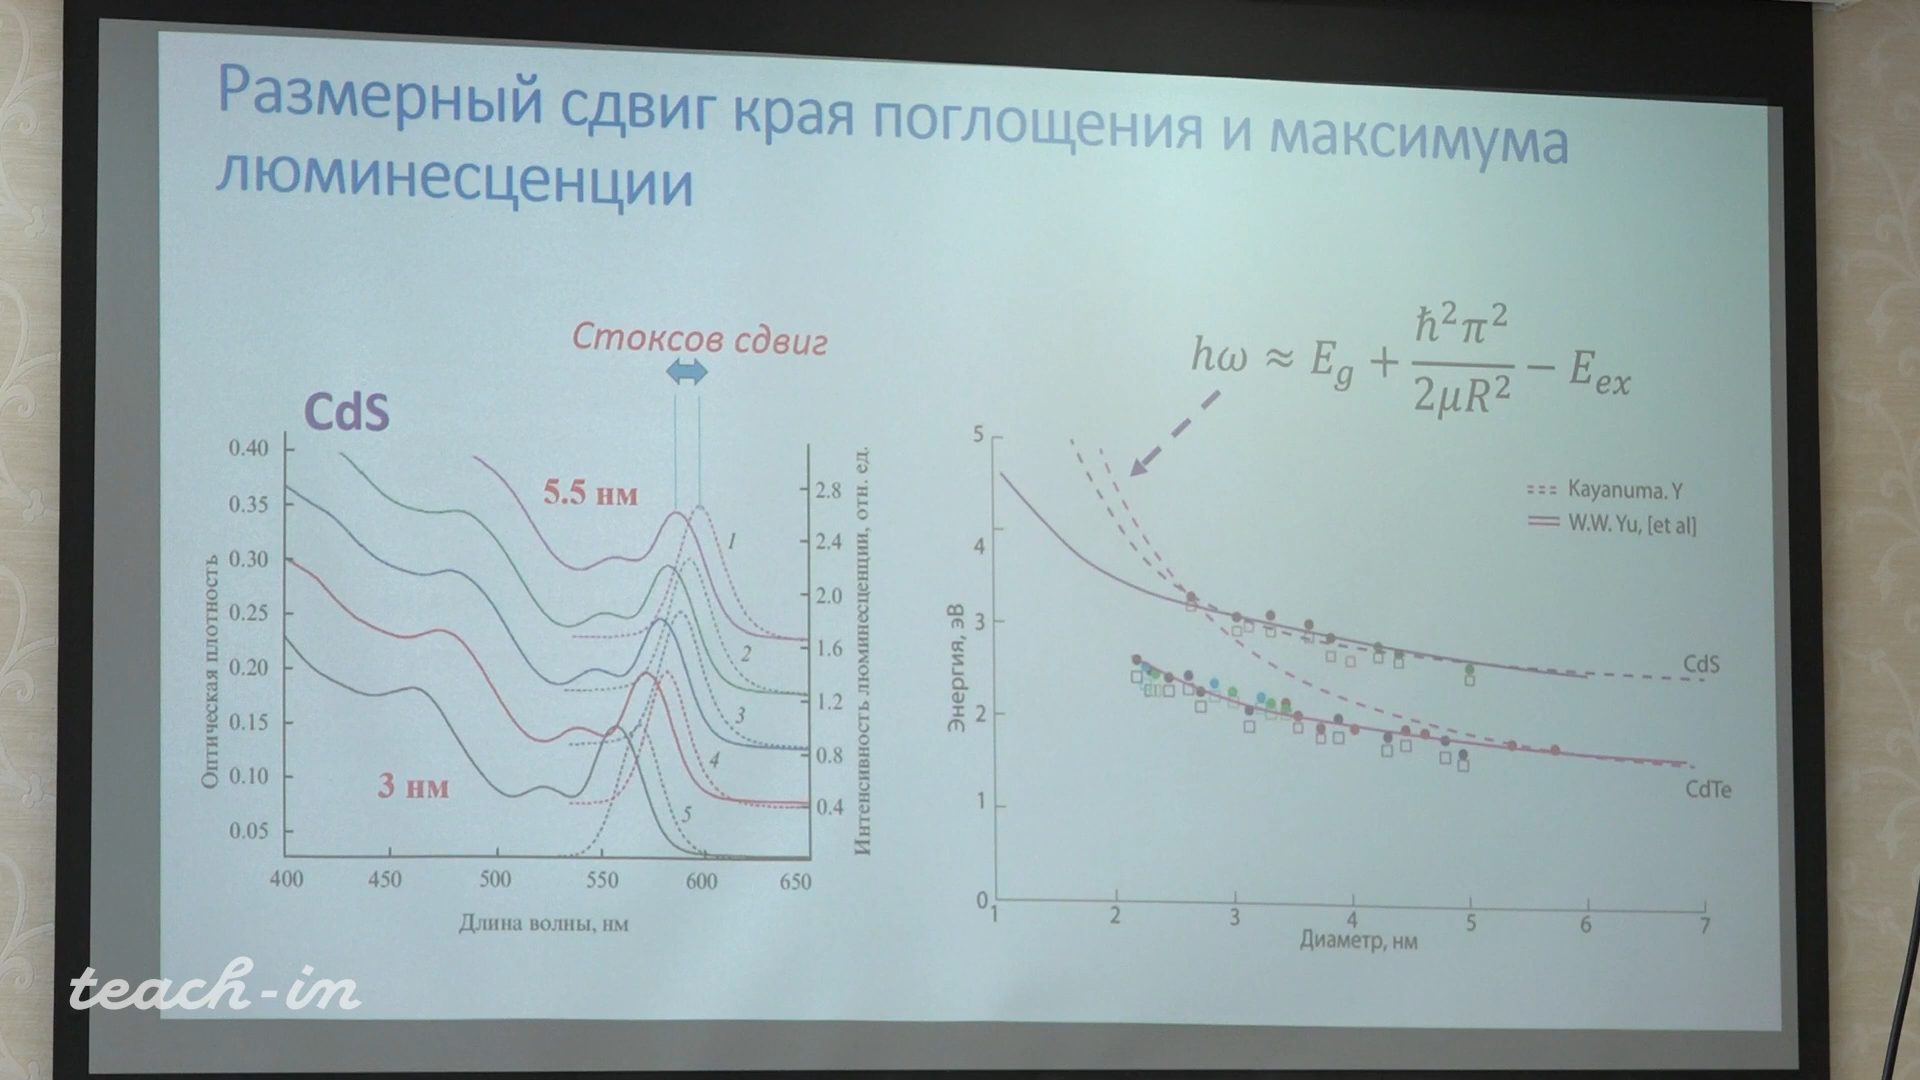 Размерный сдвиг края поглощения и максимума
люминесценции
Стоксов сдвиг
CdS
5.5 нм
3 нм
0.40
0.35
0.30
0.25
0.20
0.15
0.10
0.05
Оптическая плотность
400 450 500 550 600 650
Длина волны, нм
2.8
2.4
2.0
1.6
1.2
0.8
0.4
Интенсивность люминесценции, отн. ед.
1
2
3
4
5
ħω ≈ E_g + ħ²π² / 2μR² − E_ex
Kayanuma. Y
W.W. Yu, [et al]
5
4
3
2
1
0
Энергия, эВ
CdS
CdTe
1 2 3 4 5 6 7
Диаметр, нм
teach-in